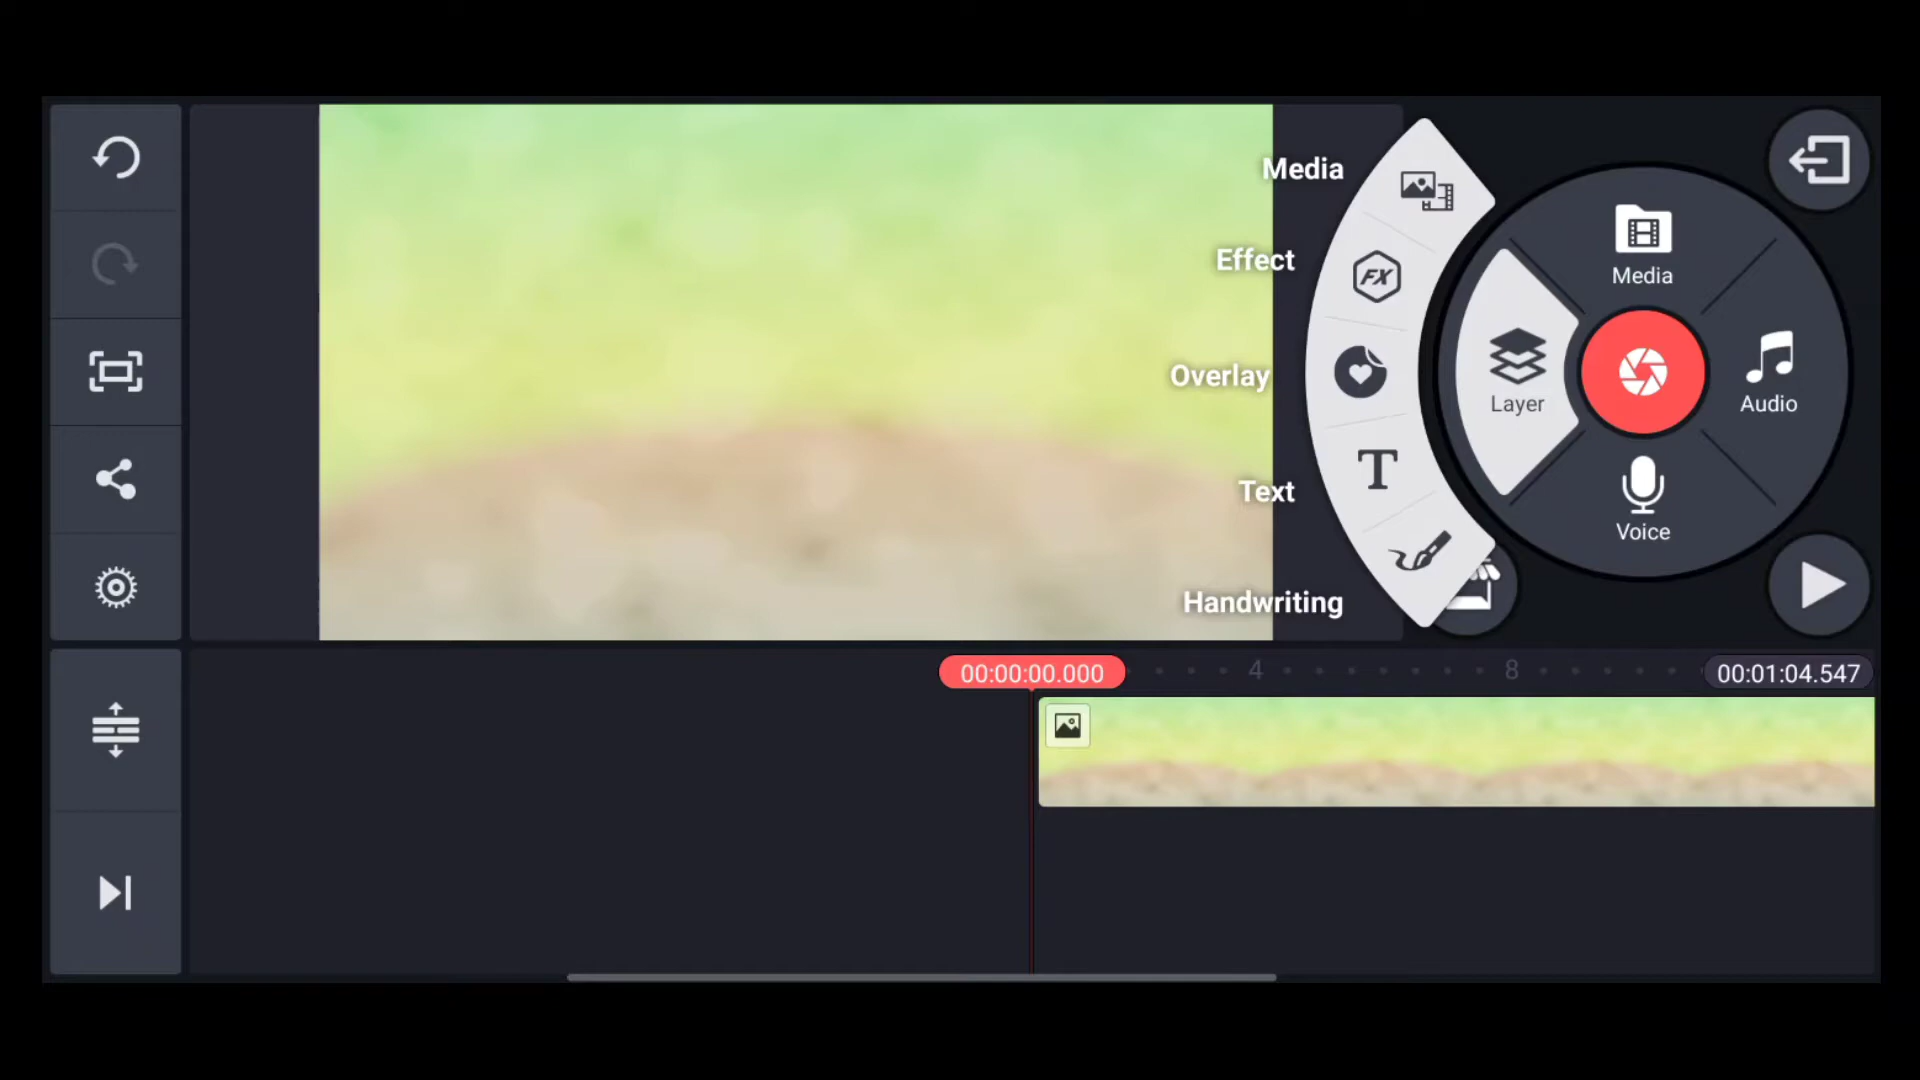 Media
Effect
Overlay
Text
Handwriting
FX
T
Media
Layer
Audio
Voice
00:00:00.000
4
8
00:01:04.547